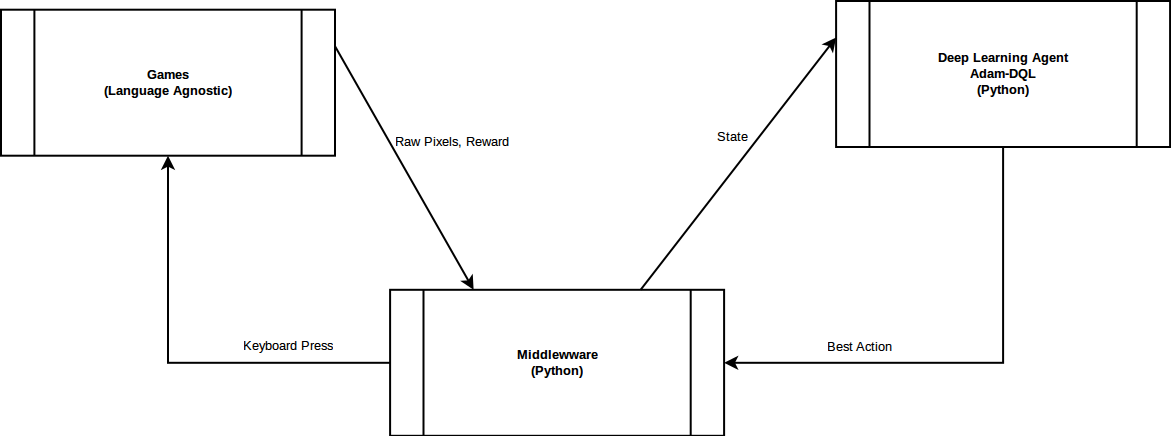 Games
(Language Agnostic)
Deep Learning Agent
Adam-DQL
(Python)
Raw Pixels, Reward
State
Keyboard Press
Middlewware
(Python)
Best Action